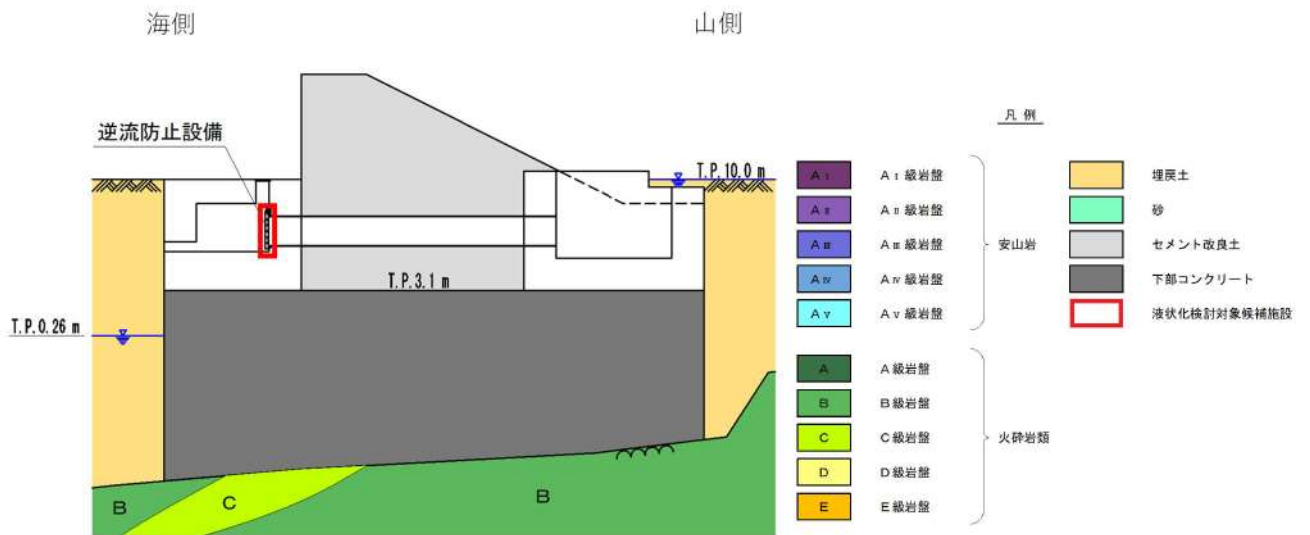 海側
山側
逆流防止設備
T.P.10.0 m
T.P.3.1 m
T.P.0.26 m
B
C
B
凡 例
AⅠ AⅠ級岩盤
AⅡ AⅡ級岩盤
AⅢ AⅢ級岩盤
AⅣ AⅣ級岩盤
AⅤ AⅤ級岩盤
安山岩
A A級岩盤
B B級岩盤
C C級岩盤
D D級岩盤
E E級岩盤
火砕岩類
埋戻土
砂
セメント改良土
下部コンクリート
液状化検討対象候補施設